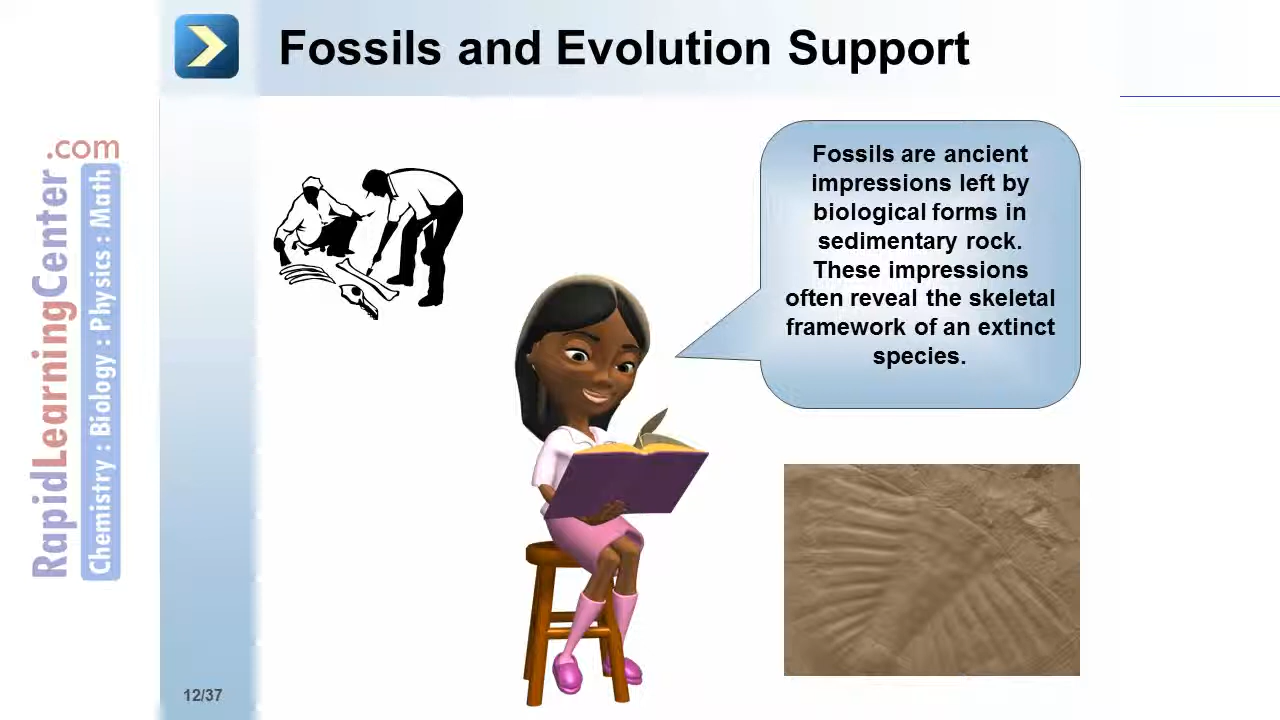 Fossils and Evolution Support
Fossils are ancient
impressions left by
biological forms in
sedimentary rock.
These impressions
often reveal the skeletal
framework of an extinct
species.
RapidLearningCenter.com
Chemistry : Biology : Physics : Math
12/37